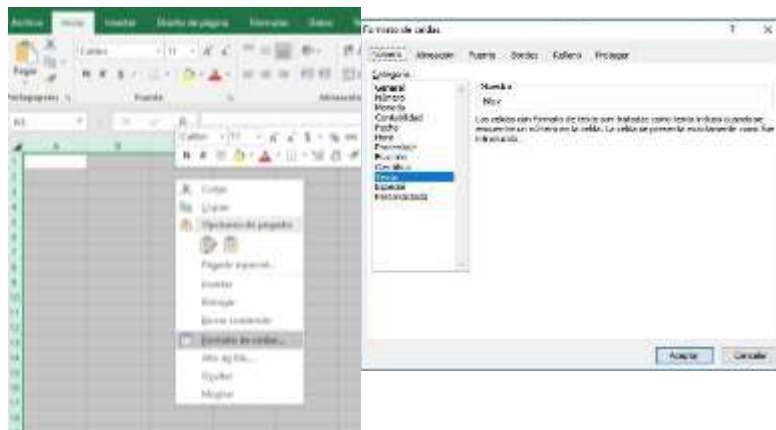 Archivo Inicio Insertar Diseño de página Fórmulas Datos
Calibri 11
Pegar
N K S
Portapapeles Fuente Alineación
A1
Calibri 11
N K
A B
Cortar
Copiar
Opciones de pegado:
Pegado especial...
Insertar
Eliminar
Borrar contenido
Formato de celdas...
Alto de fila...
Ocultar
Mostrar
Formato de celdas ? X
Número Alineación Fuente Bordes Relleno Proteger
Categoría:
General
Número
Moneda
Contabilidad
Fecha
Hora
Porcentaje
Fracción
Científica
Texto
Especial
Personalizada
Muestra
Las celdas con formato de texto son tratadas como texto incluso cuando se
encuentre un número en la celda. La celda se presenta exactamente como fue
introducida.
Aceptar Cancelar